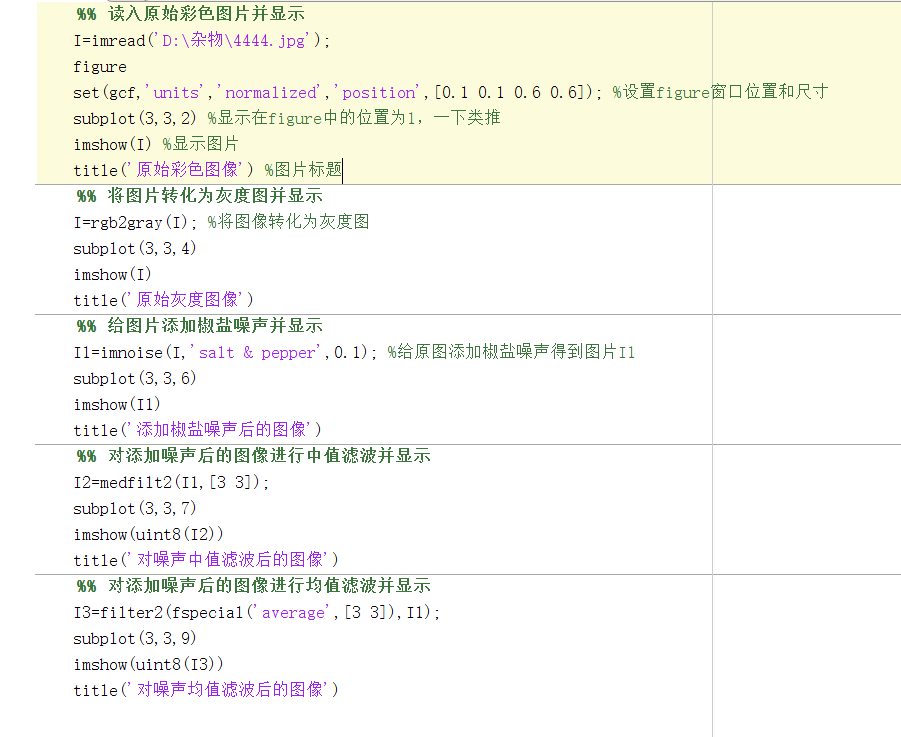 %% 读入原始彩色图片并显示
I=imread('D:\杂物\4444.jpg');
figure
set(gcf,'units','normalized','position',[0.1 0.1 0.6 0.6]); %设置figure窗口位置和尺寸
subplot(3,3,2) %显示在figure中的位置为1，一下类推
imshow(I) %显示图片
title('原始彩色图像') %图片标题
%% 将图片转化为灰度图并显示
I=rgb2gray(I); %将图像转化为灰度图
subplot(3,3,4)
imshow(I)
title('原始灰度图像')
%% 给图片添加椒盐噪声并显示
I1=imnoise(I,'salt & pepper',0.1); %给原图添加椒盐噪声得到图片I1
subplot(3,3,6)
imshow(I1)
title('添加椒盐噪声后的图像')
%% 对添加噪声后的图像进行中值滤波并显示
I2=medfilt2(I1,[3 3]);
subplot(3,3,7)
imshow(uint8(I2))
title('对噪声中值滤波后的图像')
%% 对添加噪声后的图像进行均值滤波并显示
I3=filter2(fspecial('average',[3 3]),I1);
subplot(3,3,9)
imshow(uint8(I3))
title('对噪声均值滤波后的图像')